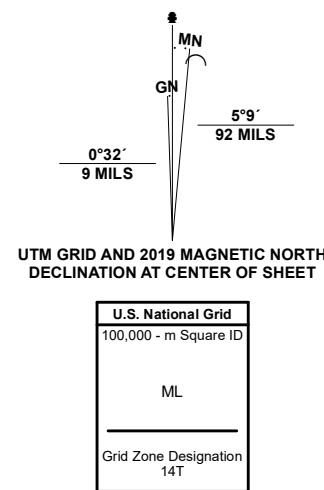 MN
GN
5°9´
92 MILS
0°32´
9 MILS
UTM GRID AND 2019 MAGNETIC NORTH
DECLINATION AT CENTER OF SHEET
U.S. National Grid
100,000 - m Square ID
ML
Grid Zone Designation
14T